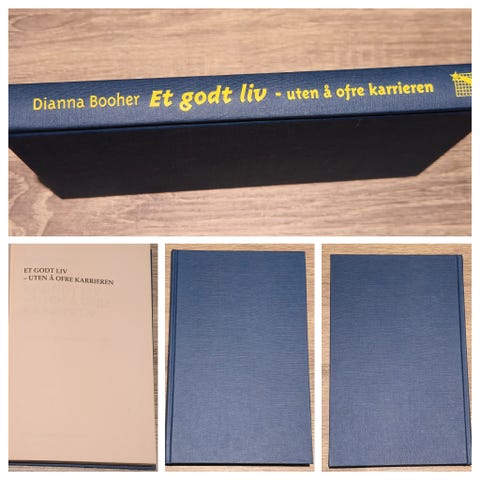 Dianna Booher Et godt liv - uten å ofre karrieren
ET GODT LIV
– UTEN Å OFRE KARRIEREN